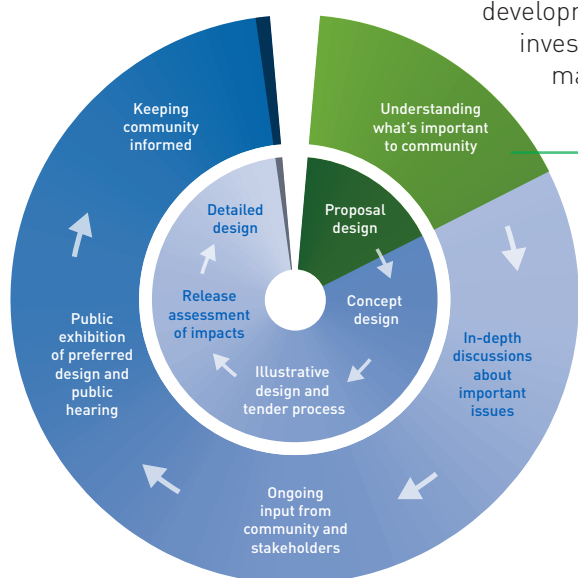 developm
inves
ma
Understanding
what's important
to community
In-depth
discussions
about
important
issues
Ongoing
input from
community and
stakeholders
Public
exhibition
of preferred
design and
public
hearing
Keeping
community
informed
Proposal
design
Concept
design
Illustrative
design and
tender process
Release
assessment
of impacts
Detailed
design